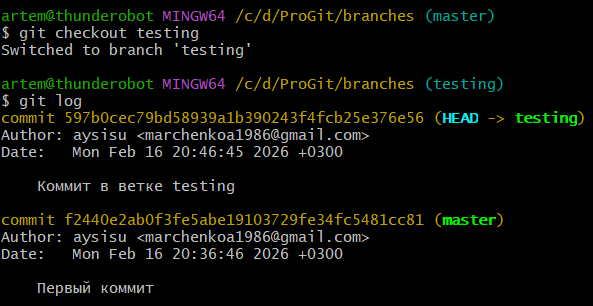 artem@thunderobot MINGW64 /c/d/ProGit/branches (master)
$ git checkout testing
Switched to branch 'testing'
artem@thunderobot MINGW64 /c/d/ProGit/branches (testing)
$ git log
commit 597b0cec79bd58939a1b390243f4fcb25e376e56 (HEAD -> testing)
Author: aysisu <marchenkoa1986@gmail.com>
Date:   Mon Feb 16 20:46:45 2026 +0300
Коммит в ветке testing
commit f2440e2ab0f3fe5abe19103729fe34fc5481cc81 (master)
Author: aysisu <marchenkoa1986@gmail.com>
Date:   Mon Feb 16 20:36:46 2026 +0300
Первый коммит